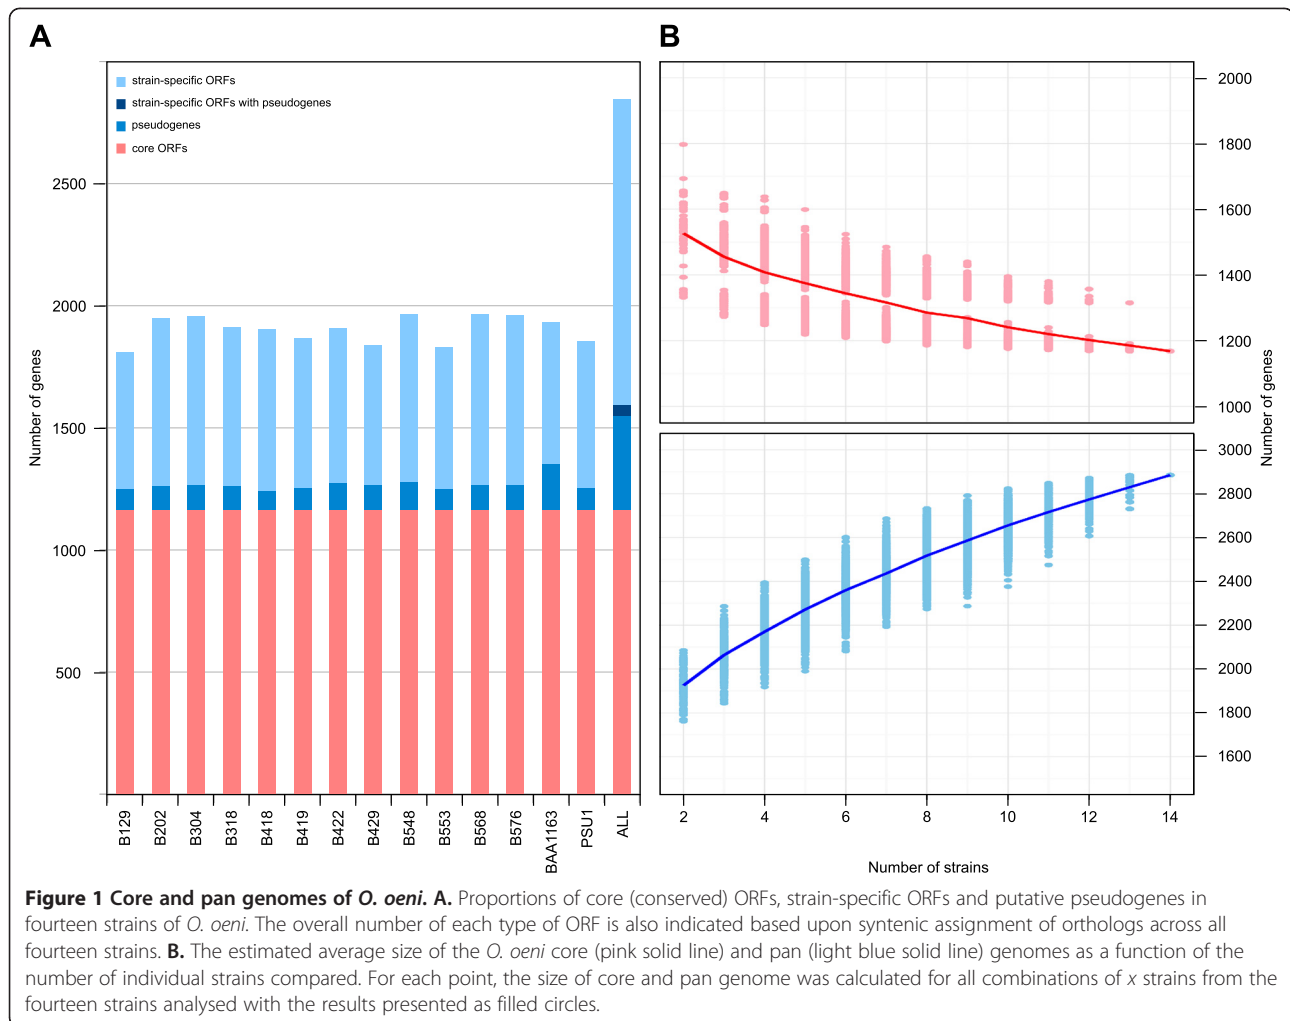 A
B
strain-specific ORFs
strain-specific ORFs with pseudogenes
pseudogenes
core ORFs
Number of genes
2500
2000
1500
1000
500
B129
B202
B304
B318
B418
B419
B422
B429
B548
B553
B568
B576
BAA1163
PSU1
ALL
2000
1800
1600
1400
1200
1000
Number of genes
3000
2800
2600
2400
2200
2000
1800
1600
2 4 6 8 10 12 14
Number of strains
Figure 1 Core and pan genomes of O. oeni. A. Proportions of core (conserved) ORFs, strain-specific ORFs and putative pseudogenes in
fourteen strains of O. oeni. The overall number of each type of ORF is also indicated based upon syntenic assignment of orthologs across all
fourteen strains. B. The estimated average size of the O. oeni core (pink solid line) and pan (light blue solid line) genomes as a function of the
number of individual strains compared. For each point, the size of core and pan genome was calculated for all combinations of x strains from the
fourteen strains analysed with the results presented as filled circles.